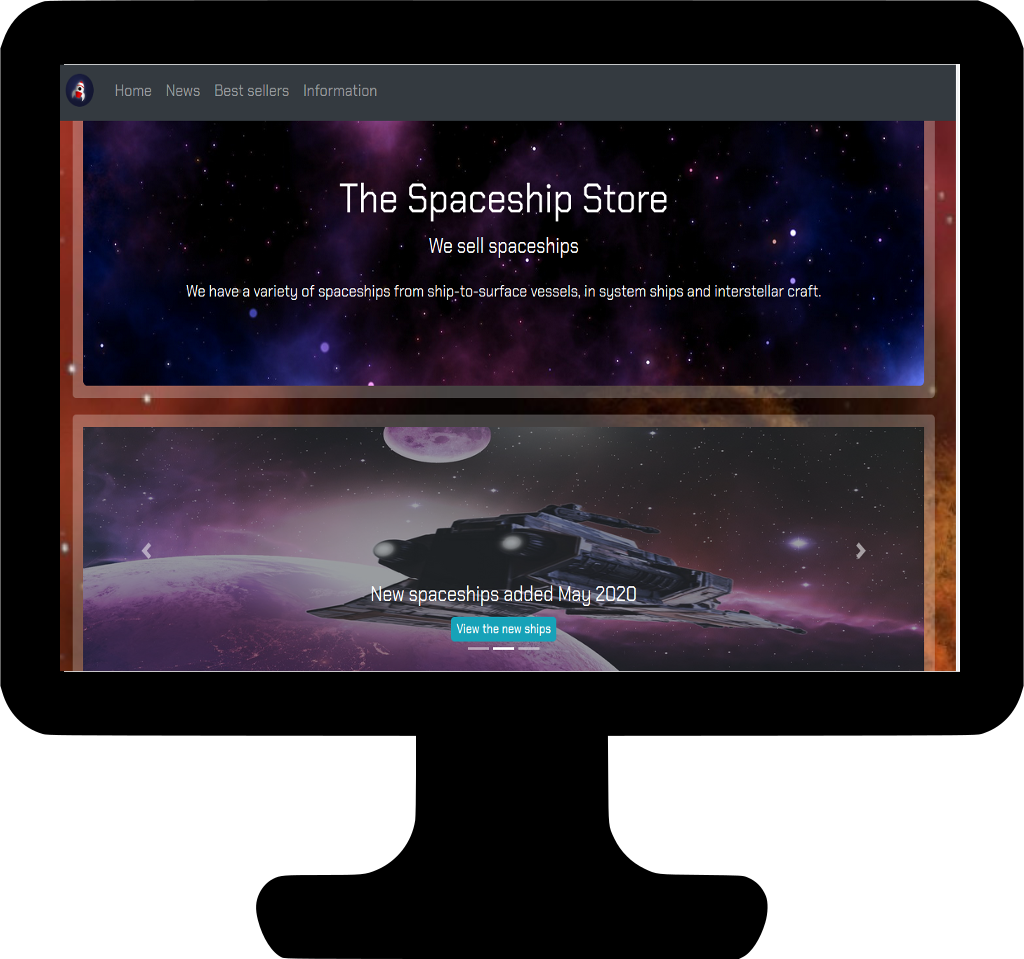 Home News Best sellers Information
The Spaceship Store
We sell spaceships
We have a variety of spaceships from ship-to-surface vessels, in system ships and interstellar craft.
New spaceships added May 2020
View the new ships